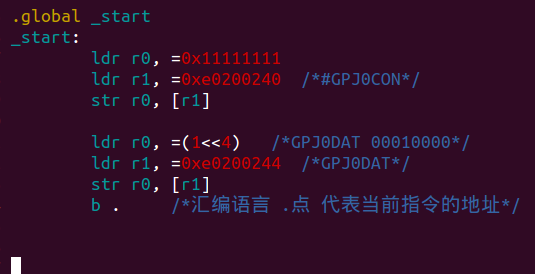 .global _start
_start:
ldr r0, =0x11111111
ldr r1, =0xe0200240 /*#GPJ0CON*/
str r0, [r1]
ldr r0, =(1<<4) /*GPJ0DAT 00010000*/
ldr r1, =0xe0200244 /*GPJ0DAT*/
str r0, [r1]
b . /*汇编语言 .点 代表当前指令的地址*/